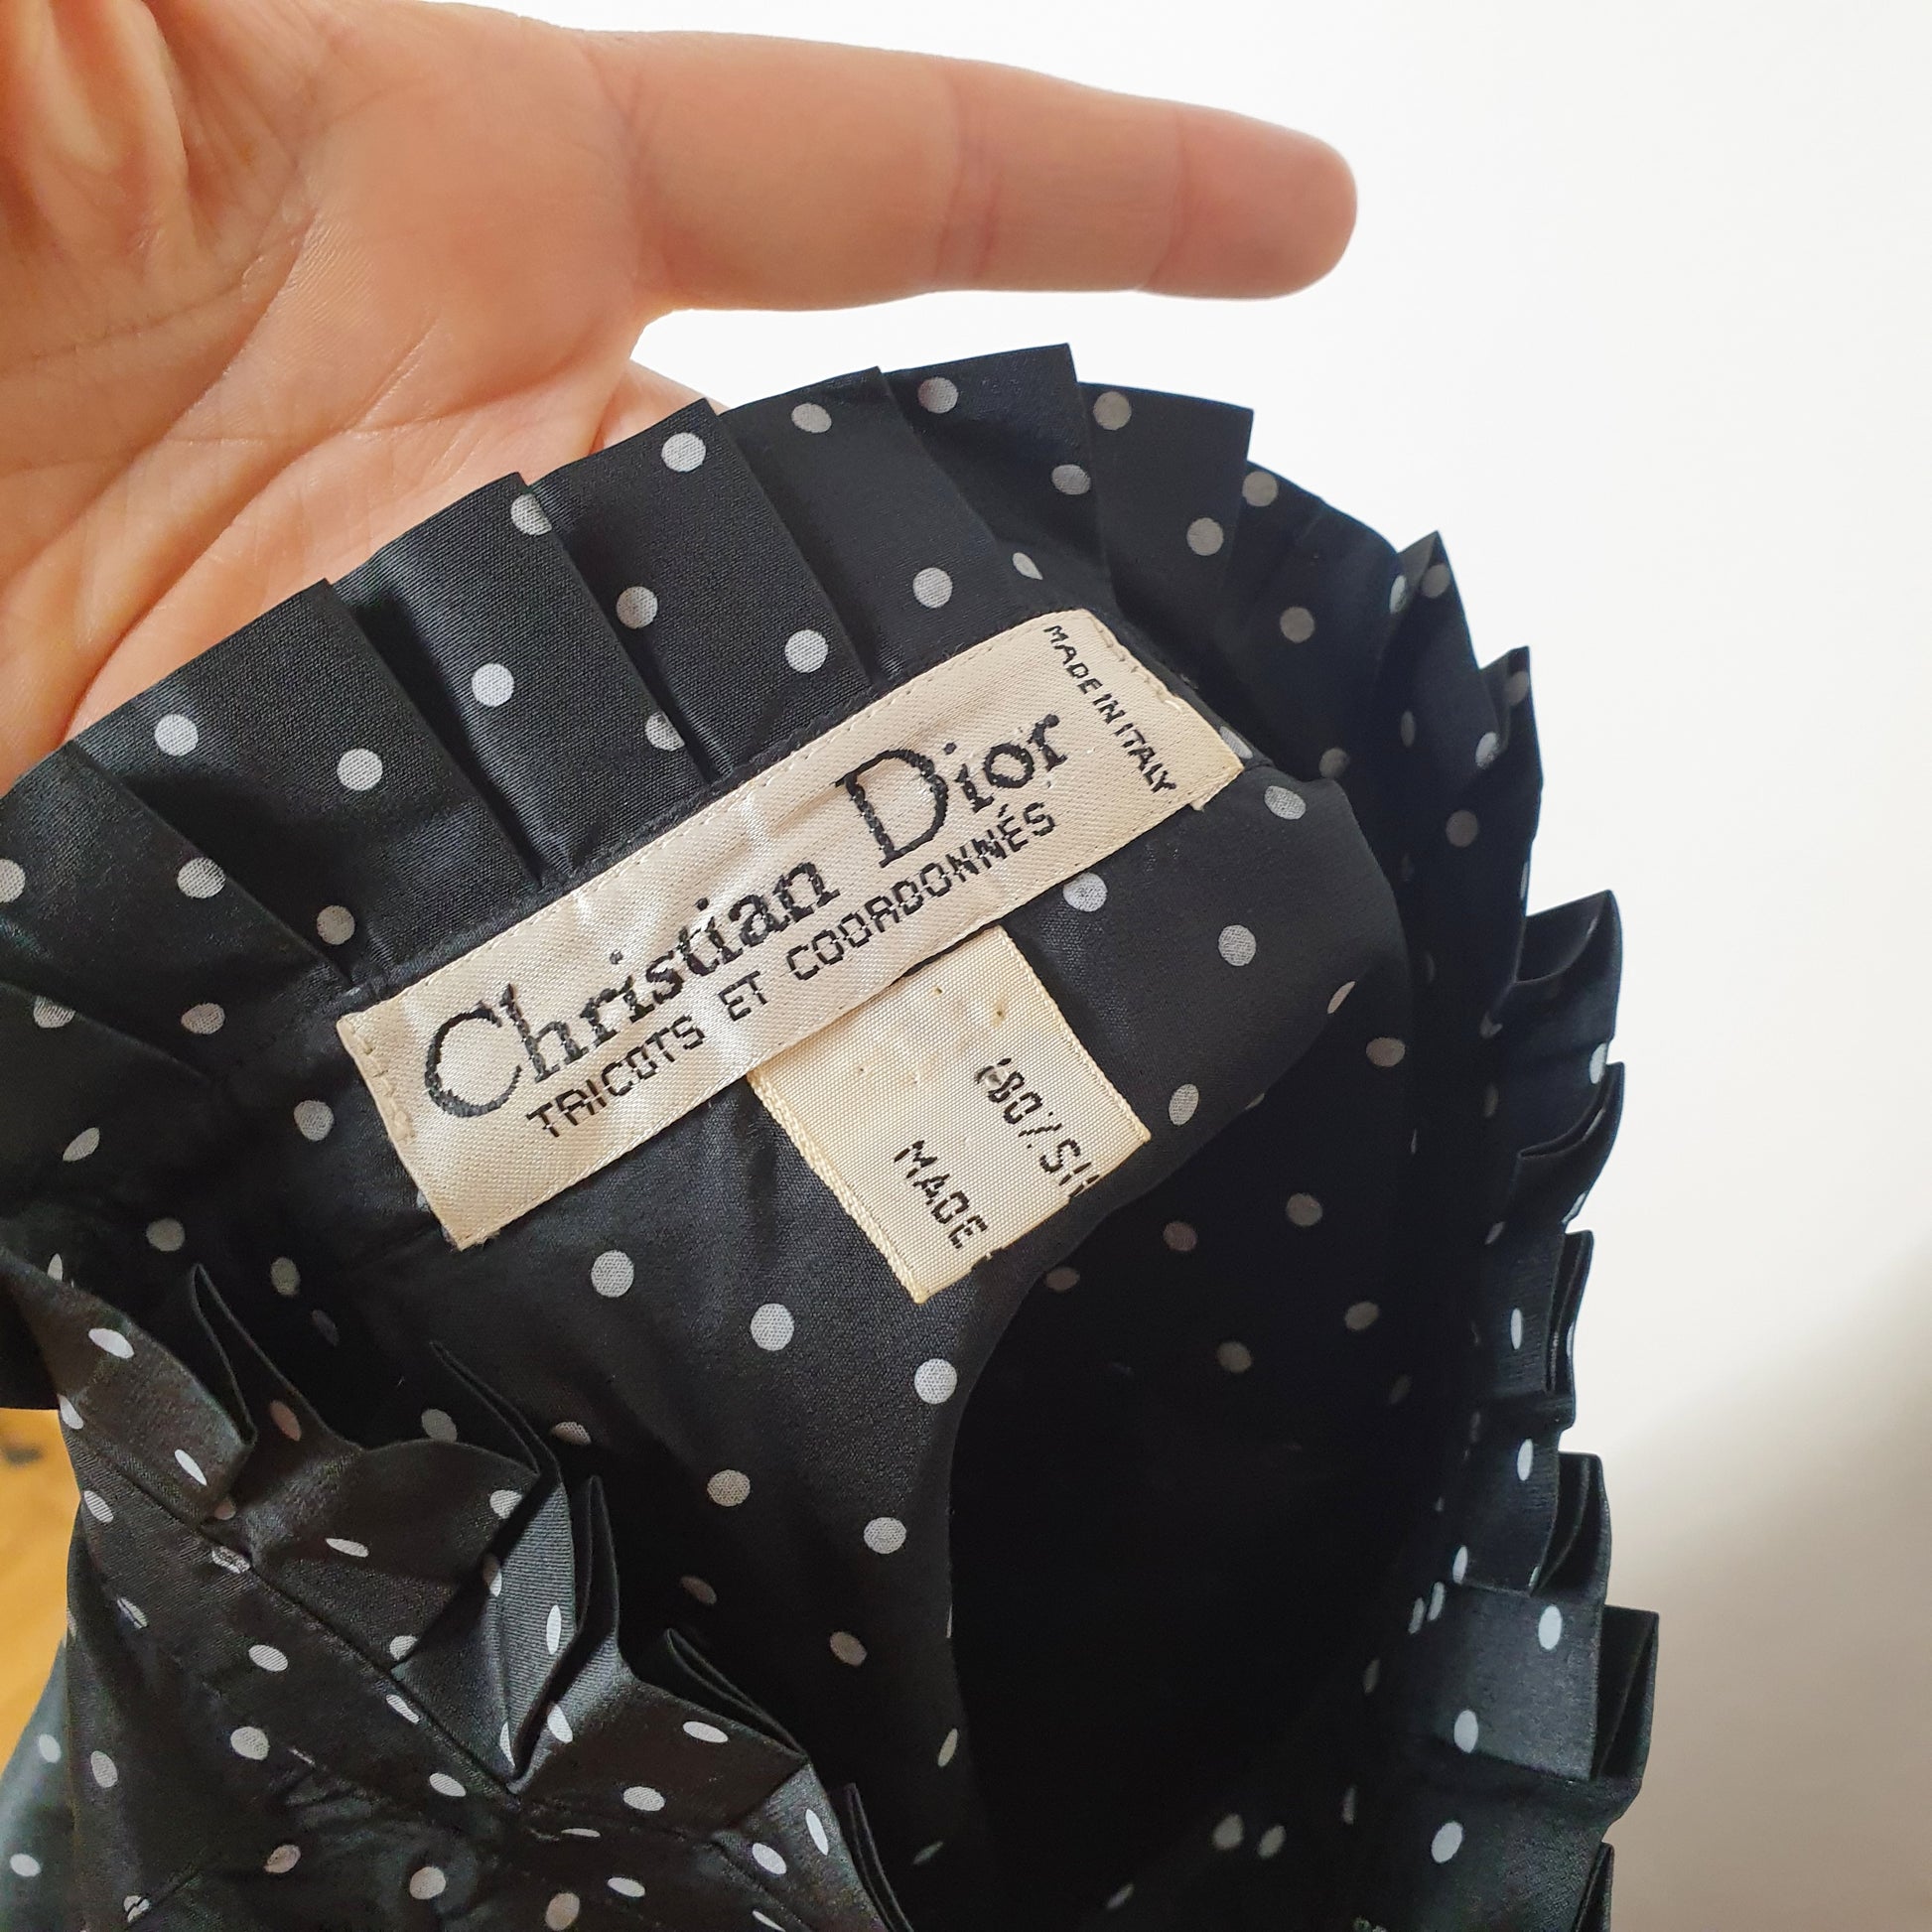 Christian Dior
TRICOTS ET COORDONNÉS
MADE IN ITALY
MADE